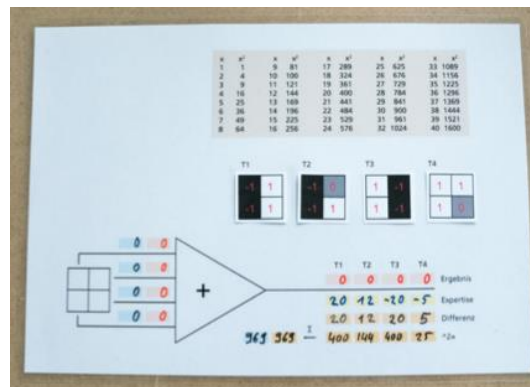 x x² x x² x x² x x² x x²
1 1 9 81 17 289 25 625 33 1089
2 4 10 100 18 324 26 676 34 1156
3 9 11 121 19 361 27 729 35 1225
4 16 12 144 20 400 28 784 36 1296
5 25 13 169 21 441 29 841 37 1369
6 36 14 196 22 484 30 900 38 1444
7 49 15 225 23 529 31 961 39 1521
8 64 16 256 24 576 32 1024 40 1600
T1 T2 T3 T4
-1 1 -1 0 1 -1 1 1
-1 1 -1 1 1 -1 1 0
0 0
0 0
0 0
0 0
+
T1 T2 T3 T4
0 0 0 0 Ergebnis
20 12 -20 -5 Expertise
20 12 20 5 Differenz
969 969 — Σ 400 144 400 25 ^2=